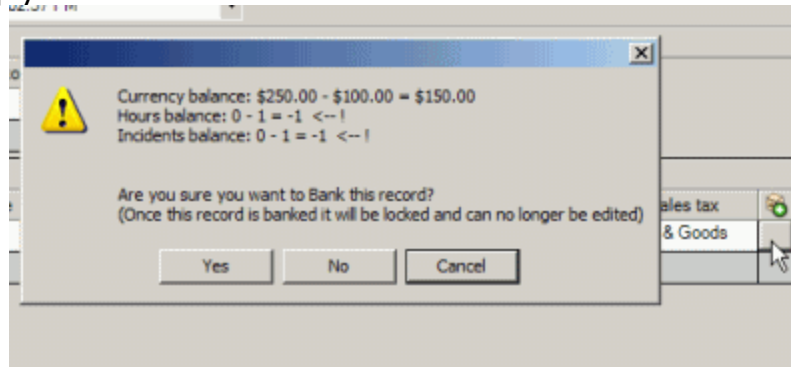 Currency balance: $250.00 - $100.00 = $150.00
Hours balance: 0 - 1 = -1 <-- !
Incidents balance: 0 - 1 = -1 <-- !
Are you sure you want to Bank this record?
(Once this record is banked it will be locked and can no longer be edited)
ales tax
& Goods
Yes No Cancel